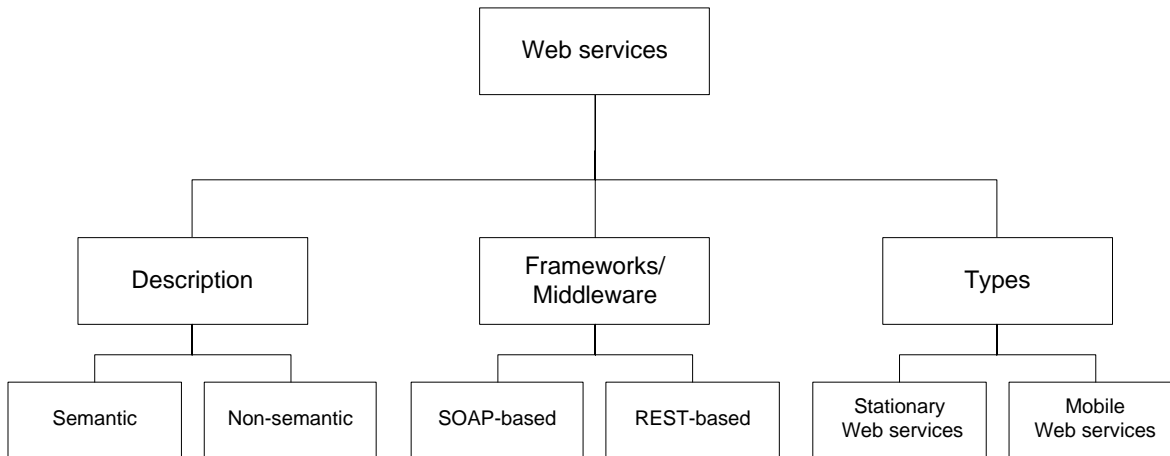 Web services
Description
Frameworks/
Middleware
Types
Semantic
Non-semantic
SOAP-based
REST-based
Stationary
Web services
Mobile
Web services